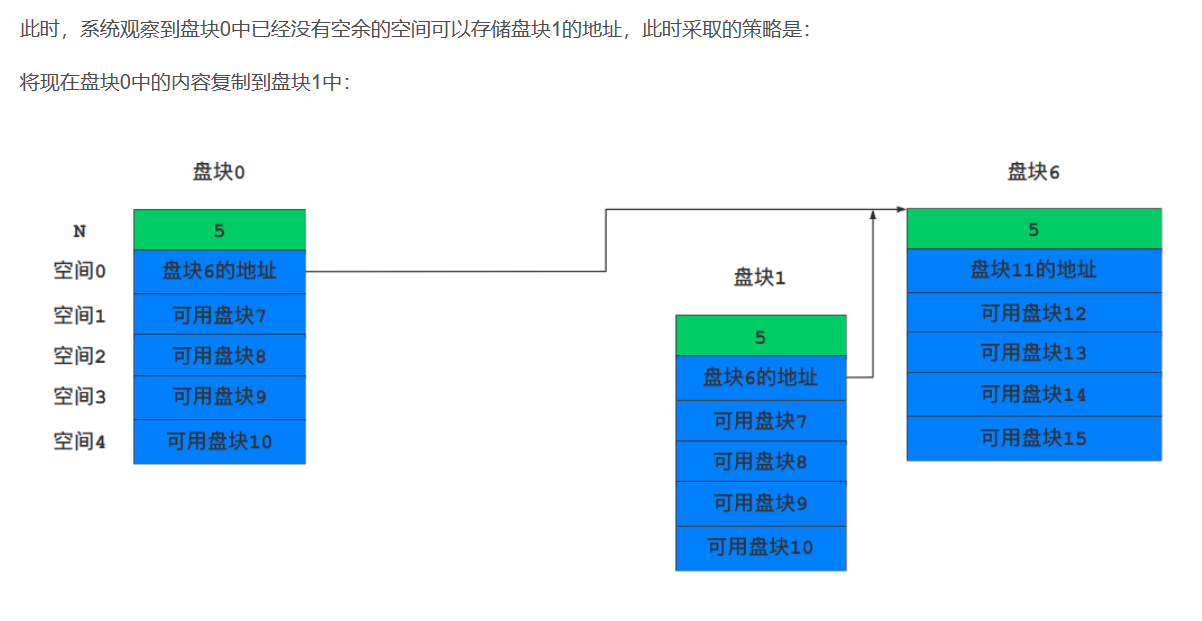 此时，系统观察到盘块0中已经没有空余的空间可以存储盘块1的地址，此时采取的策略是：
将现在盘块0中的内容复制到盘块1中：
盘块0
N
5
空间0
盘块6的地址
空间1
可用盘块7
空间2
可用盘块8
空间3
可用盘块9
空间4
可用盘块10
盘块1
5
盘块6的地址
可用盘块7
可用盘块8
可用盘块9
可用盘块10
盘块6
5
盘块11的地址
可用盘块12
可用盘块13
可用盘块14
可用盘块15